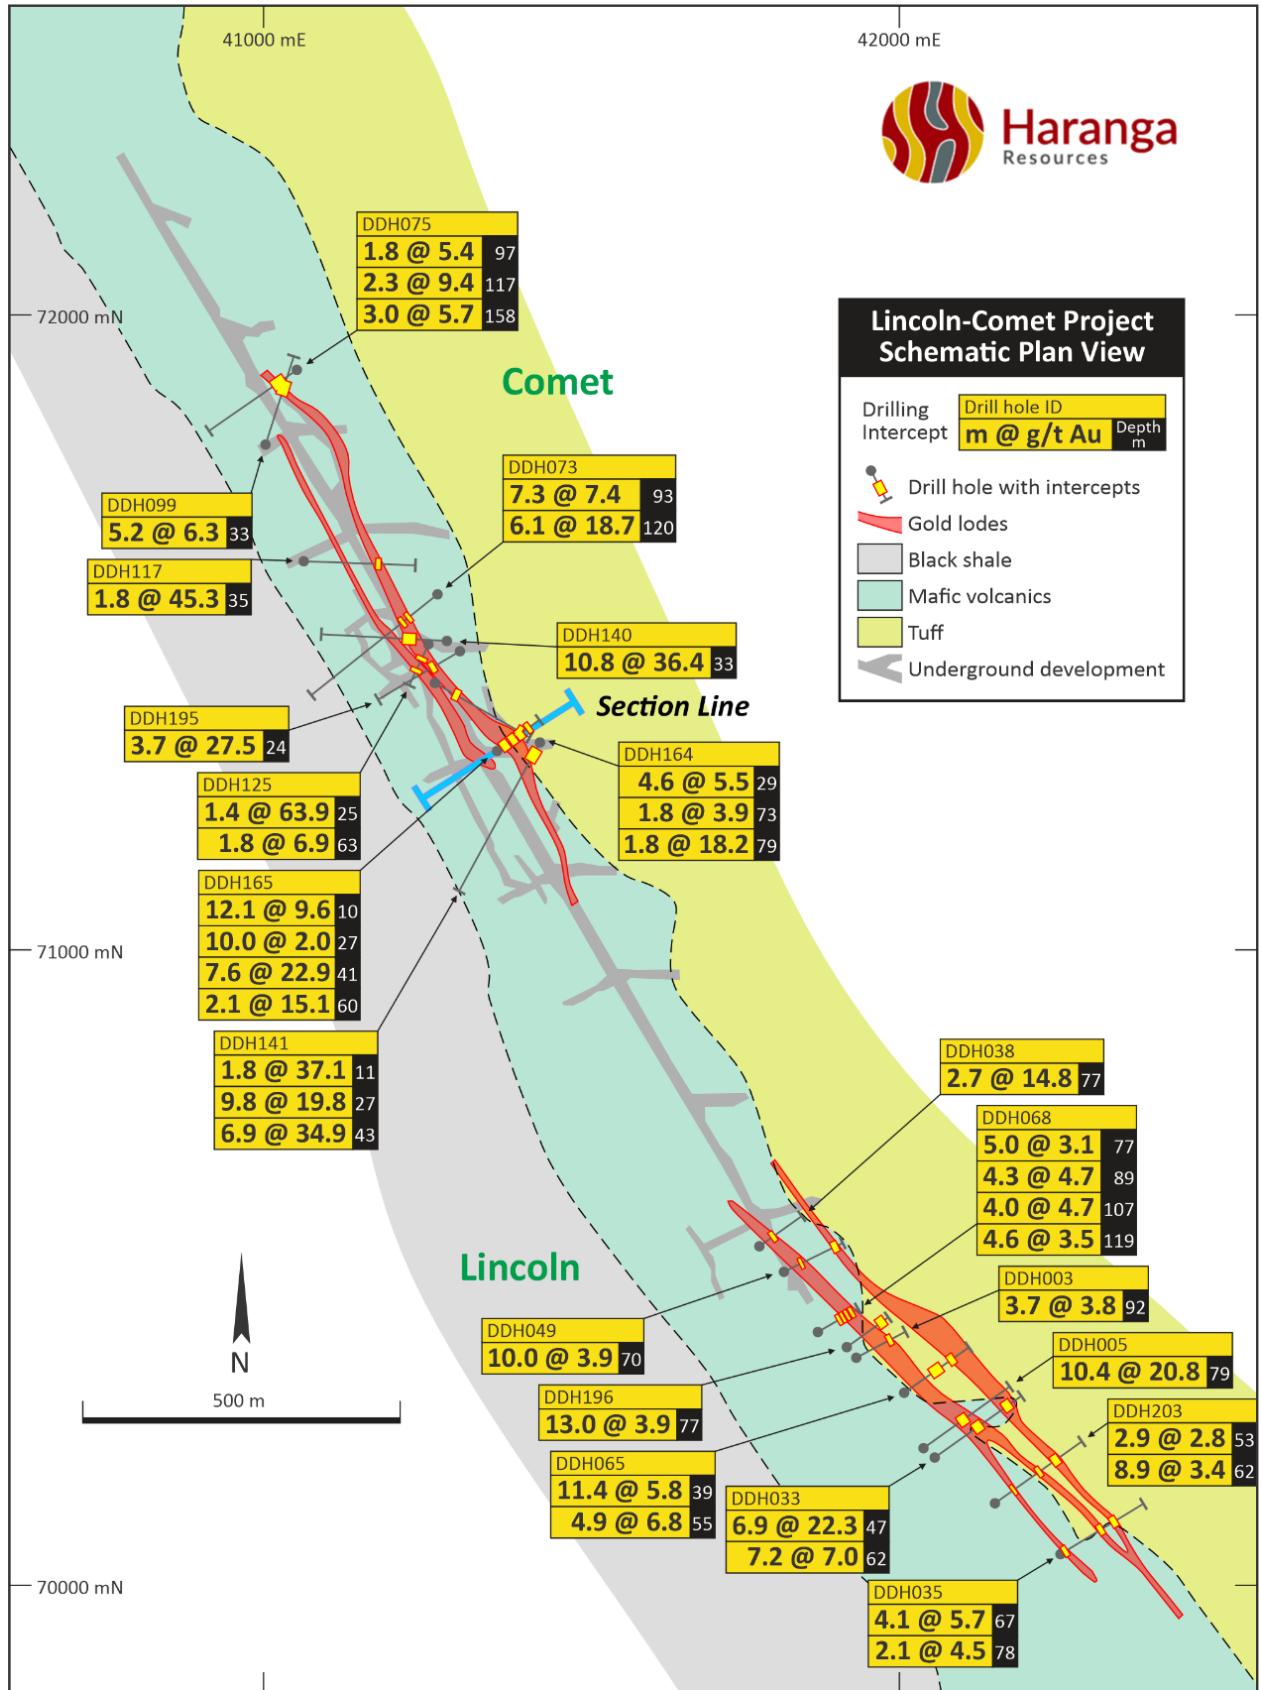 41000 mE
42000 mE
Haranga
Resources
DDH075
1.8 @ 5.4 97
2.3 @ 9.4 117
3.0 @ 5.7 158
72000 mN
Lincoln-Comet Project
Schematic Plan View
Drilling
Intercept
Drill hole ID
m @ g/t Au
Depth
m
Drill hole with intercepts
Gold lodes
Black shale
Mafic volcanics
Tuff
Underground development
Comet
DDH073
7.3 @ 7.4 93
6.1 @ 18.7 120
DDH099
5.2 @ 6.3 33
DDH117
1.8 @ 45.3 35
DDH140
10.8 @ 36.4 33
Section Line
DDH195
3.7 @ 27.5 24
DDH164
4.6 @ 5.5 29
1.8 @ 3.9 73
1.8 @ 18.2 79
DDH125
1.4 @ 63.9 25
1.8 @ 6.9 63
DDH165
12.1 @ 9.6 10
10.0 @ 2.0 27
7.6 @ 22.9 41
2.1 @ 15.1 60
71000 mN
DDH141
1.8 @ 37.1 11
9.8 @ 19.8 27
6.9 @ 34.9 43
DDH038
2.7 @ 14.8 77
DDH068
5.0 @ 3.1 77
4.3 @ 4.7 89
4.0 @ 4.7 107
4.6 @ 3.5 119
Lincoln
DDH003
3.7 @ 3.8 92
DDH049
10.0 @ 3.9 70
DDH005
10.4 @ 20.8 79
N
500 m
DDH196
13.0 @ 3.9 77
DDH203
2.9 @ 2.8 53
8.9 @ 3.4 62
DDH065
11.4 @ 5.8 39
4.9 @ 6.8 55
DDH033
6.9 @ 22.3 47
7.2 @ 7.0 62
70000 mN
DDH035
4.1 @ 5.7 67
2.1 @ 4.5 78